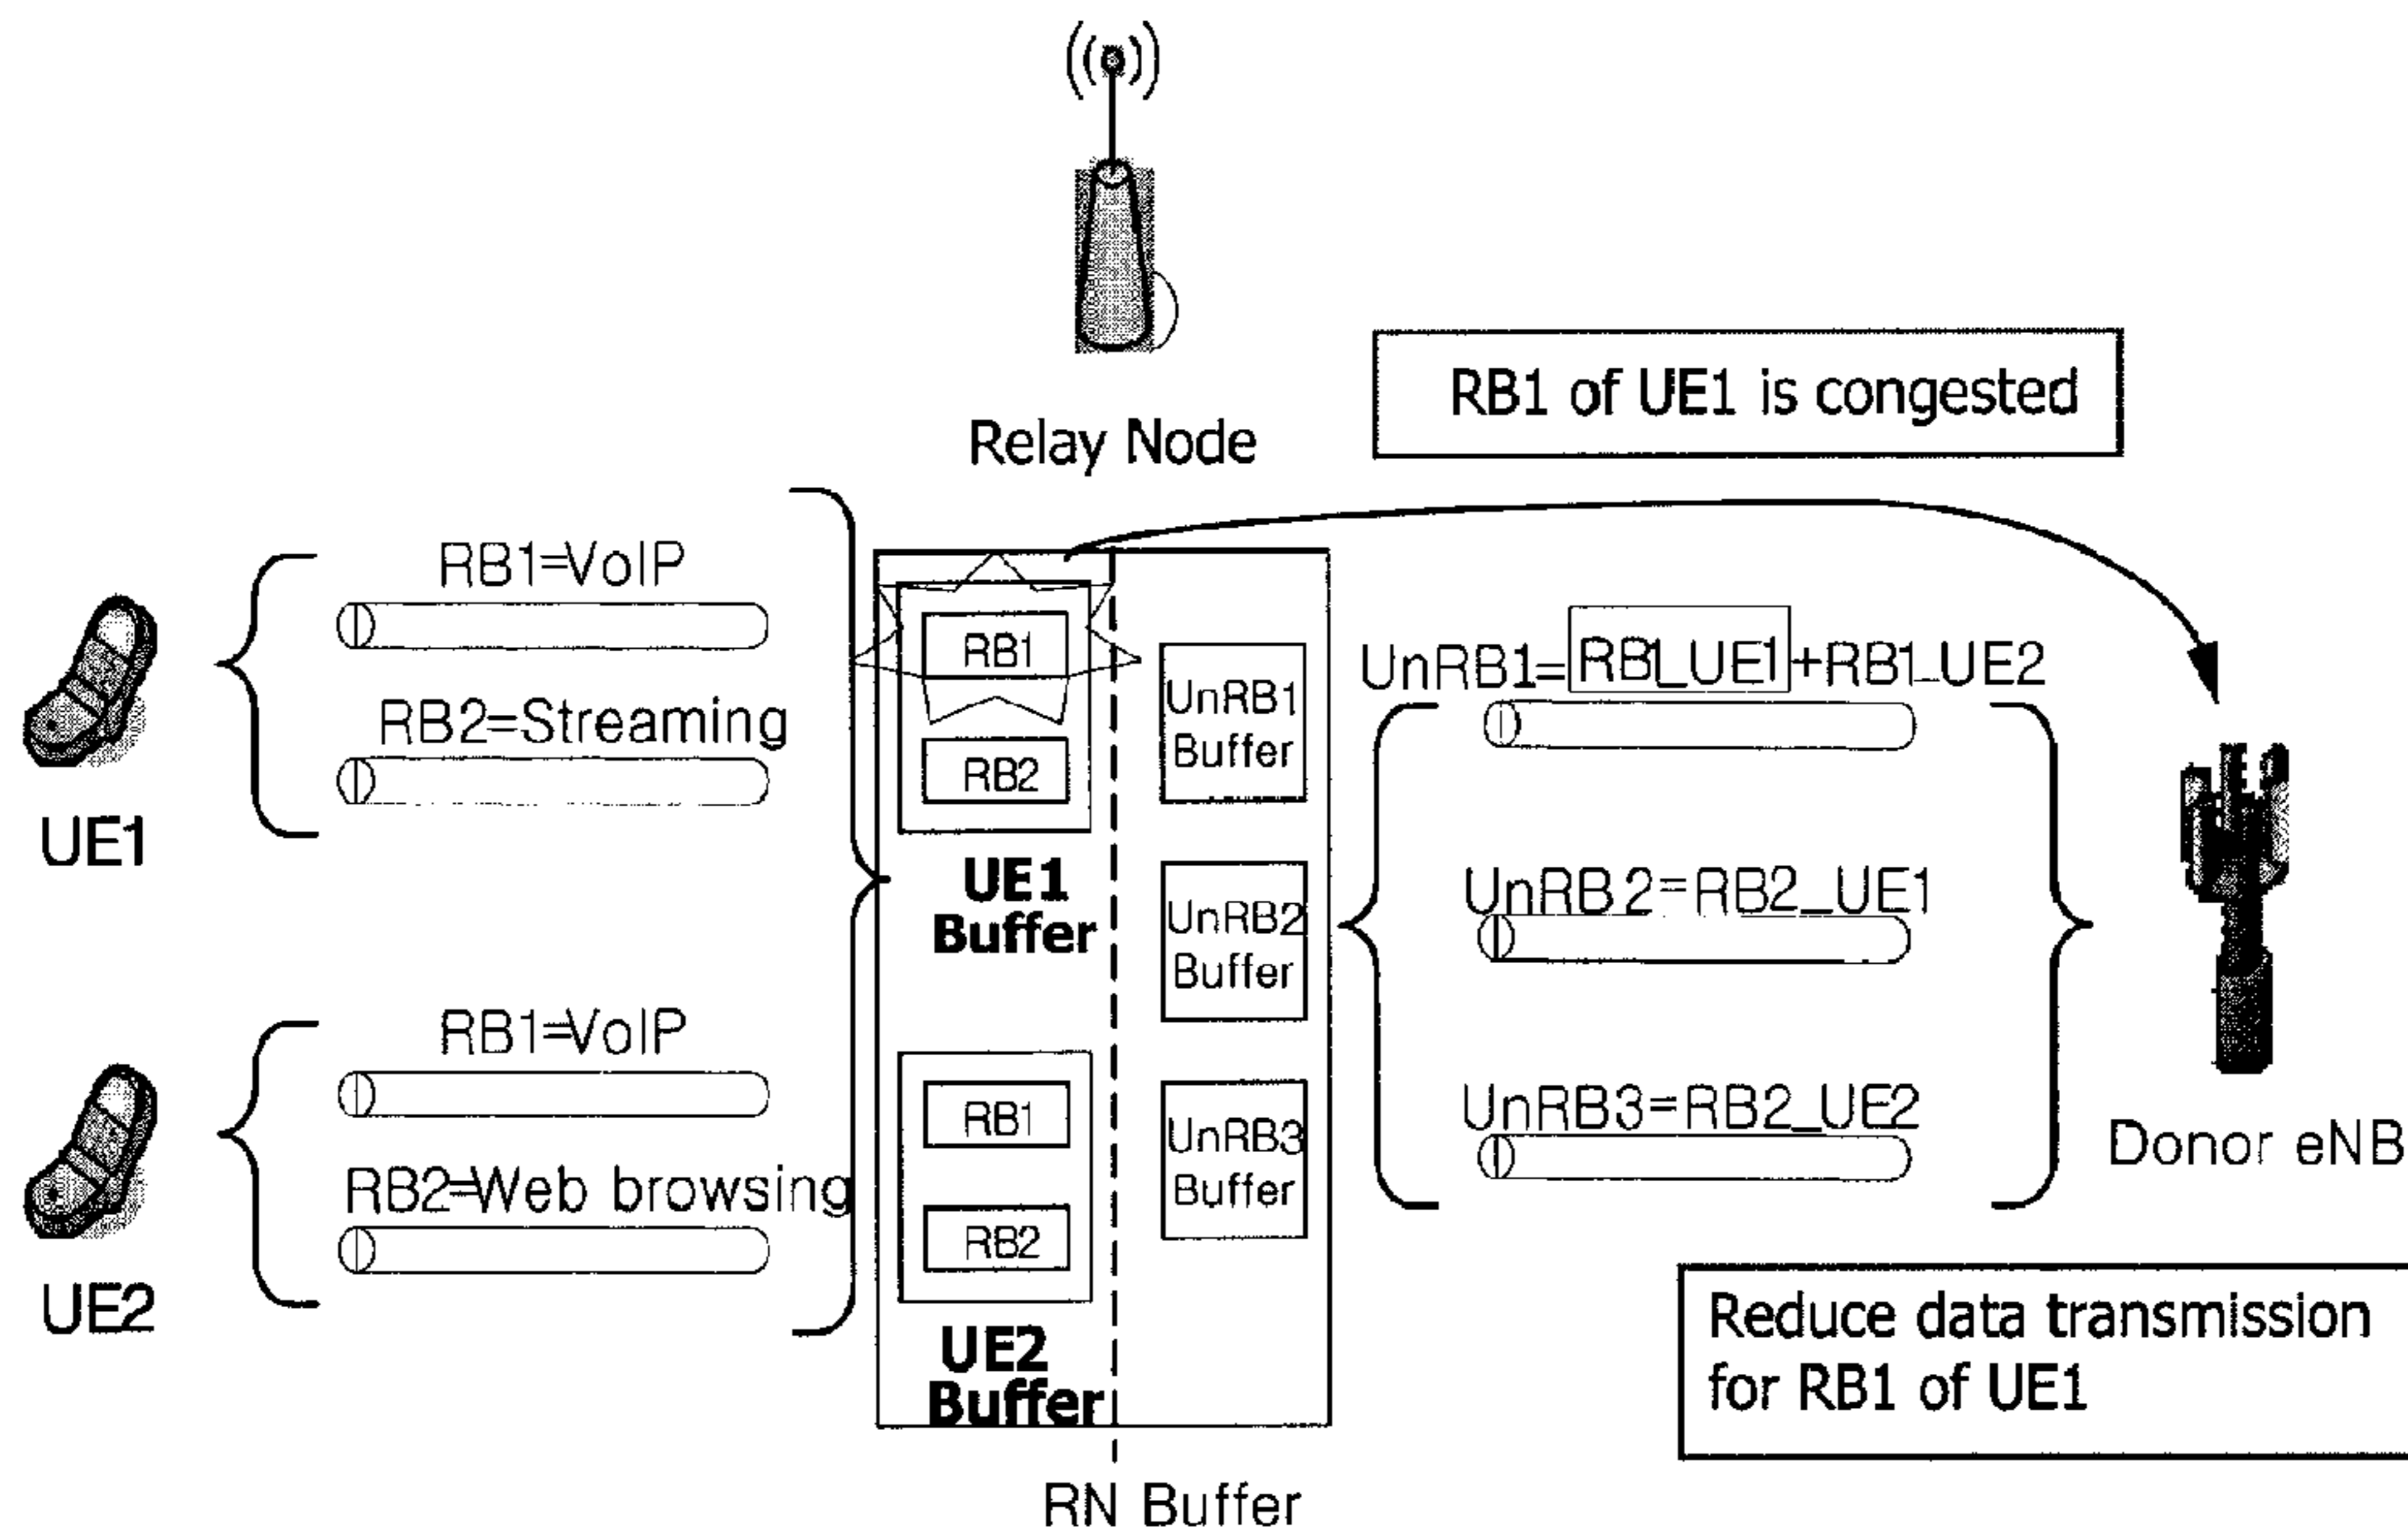 Relay Node
RB1 of UE1 is congested
RB1=VoIP
RB2=Streaming
UE1
RB1=VoIP
RB2=Web browsing
UE2
RB1
RB2
UE1
Buffer
RB1
RB2
UE2
Buffer
UnRB1
Buffer
UnRB2
Buffer
UnRB3
Buffer
RN Buffer
UnRB1=RB1_UE1+RB1_UE2
UnRB2=RB2_UE1
UnRB3=RB2_UE2
Donor eNB
Reduce data transmission
for RB1 of UE1